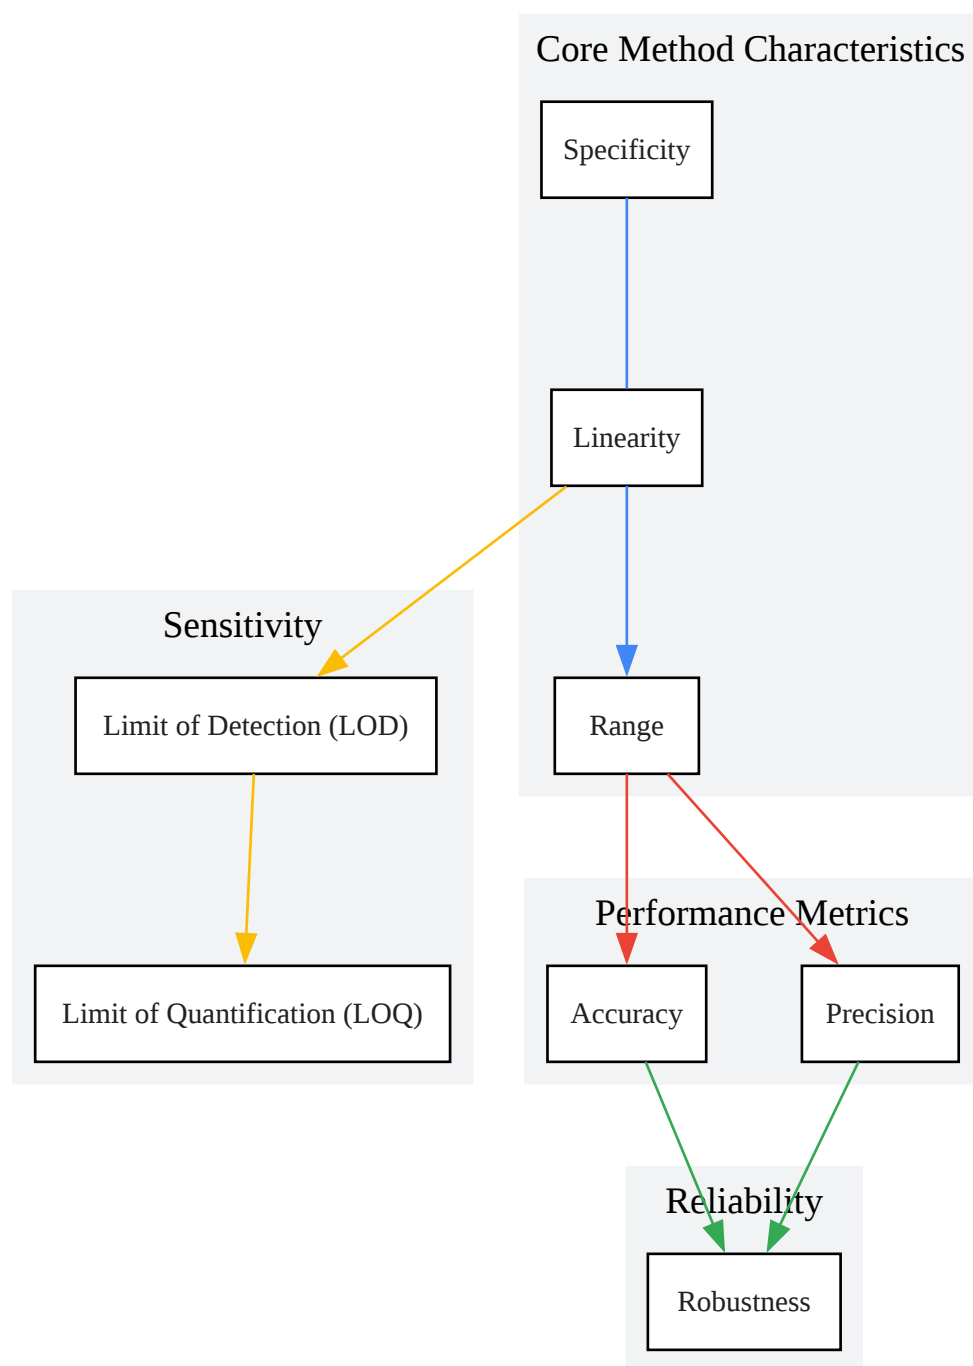 Core Method Characteristics
Specificity
Linearity
Sensitivity
Limit of Detection (LOD)
Range
Performance Metrics
Limit of Quantification (LOQ)
Accuracy
Precision
Reliability
Robustness